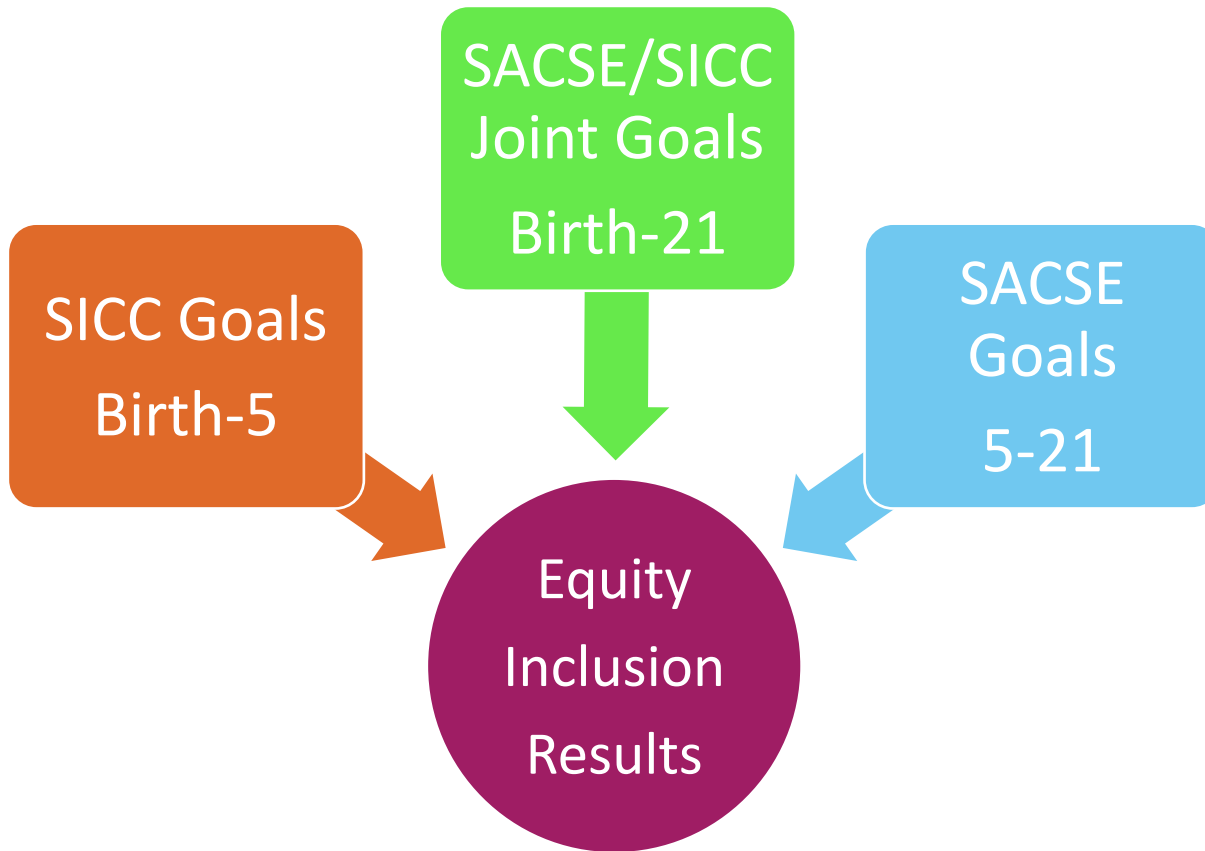 SACSE/SICC
Joint Goals
Birth-21
SICC Goals
Birth-5
SACSE
Goals
5-21
Equity
Inclusion
Results